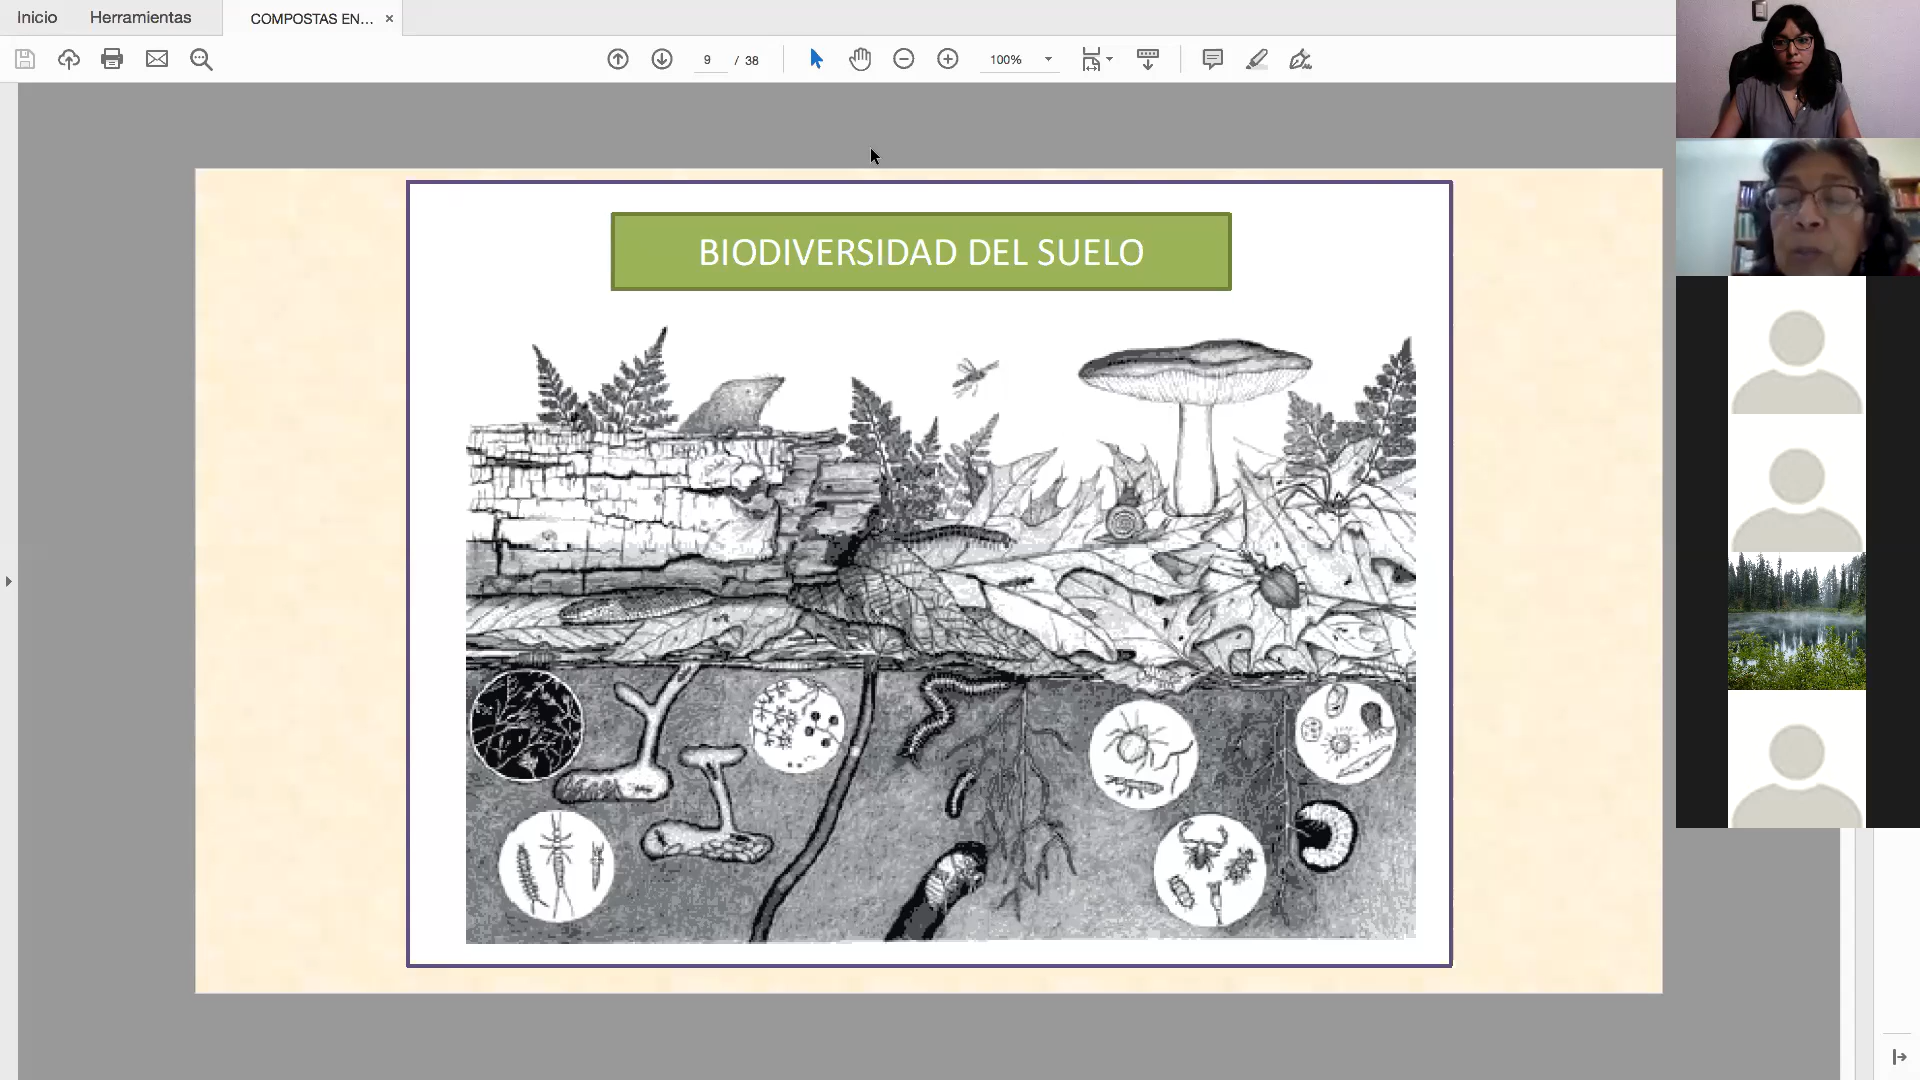 Inicio
Herramientas
COMPOSTAS EN...
9 / 38
100%
BIODIVERSIDAD DEL SUELO